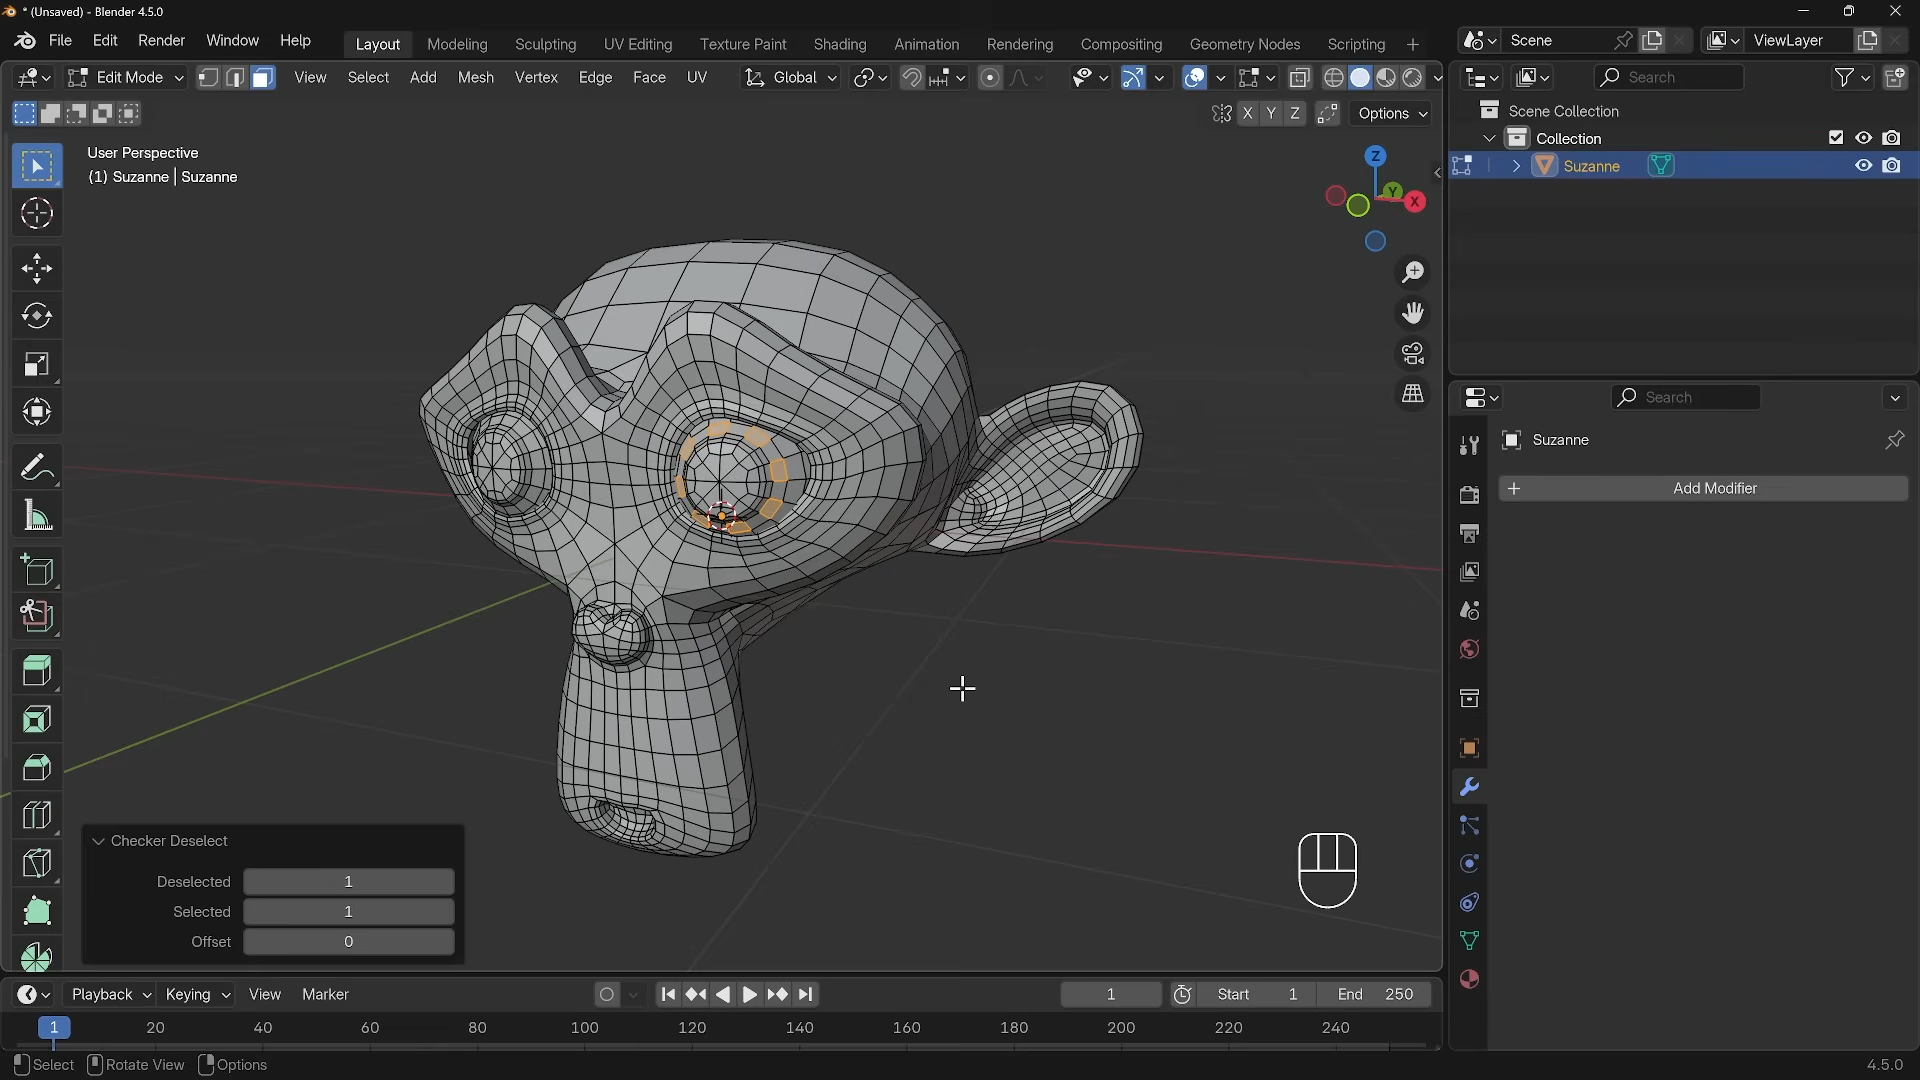 * (Unsaved) - Blender 4.5.0
File Edit Render Window Help
Layout Modeling Sculpting UV Editing Texture Paint Shading Animation Rendering Compositing Geometry Nodes Scripting +
Scene
ViewLayer
Edit Mode View Select Add Mesh Vertex Edge Face UV Global
Search
X Y Z Options
Scene Collection
Collection
Suzanne
User Perspective
(1) Suzanne | Suzanne
Z
Y
X
Search
Suzanne
+ Add Modifier
Checker Deselect
Deselected 1
Selected 1
Offset 0
Playback Keying View Marker
1
Start 1 End 250
1 20 40 60 80 100 120 140 160 180 200 220 240
Select Rotate View Options
4.5.0